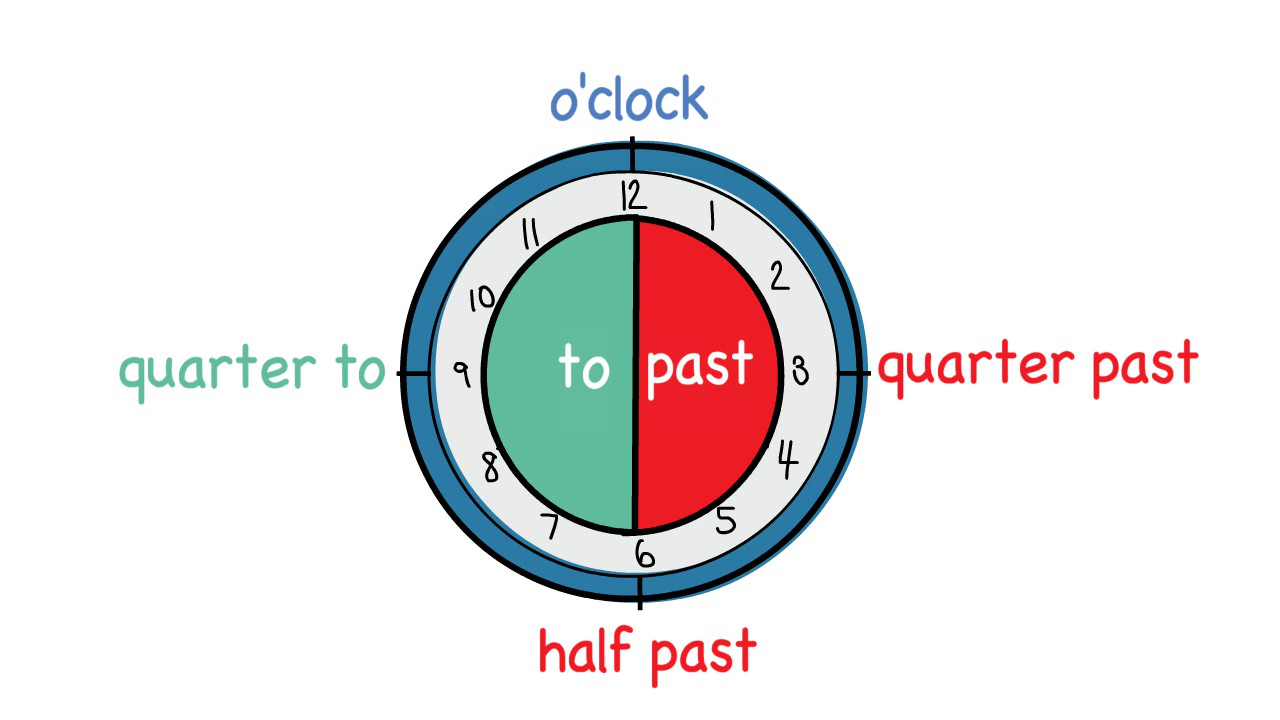 o'clock
12
11 1
10 2
quarter to 9 to past 3 quarter past
8 4
7 5
6
half past